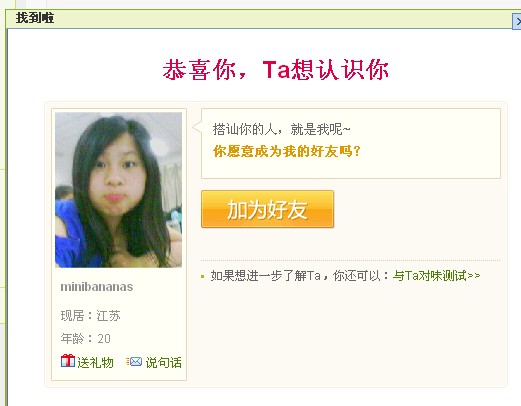 找到啦
恭喜你，Ta想认识你
搭讪你的人，就是我呢~
你愿意成为我的好友吗？
加为好友
minibananas
现居：江苏
年龄：20
送礼物 说句话
如果想进一步了解Ta，你还可以：与Ta对味测试>>